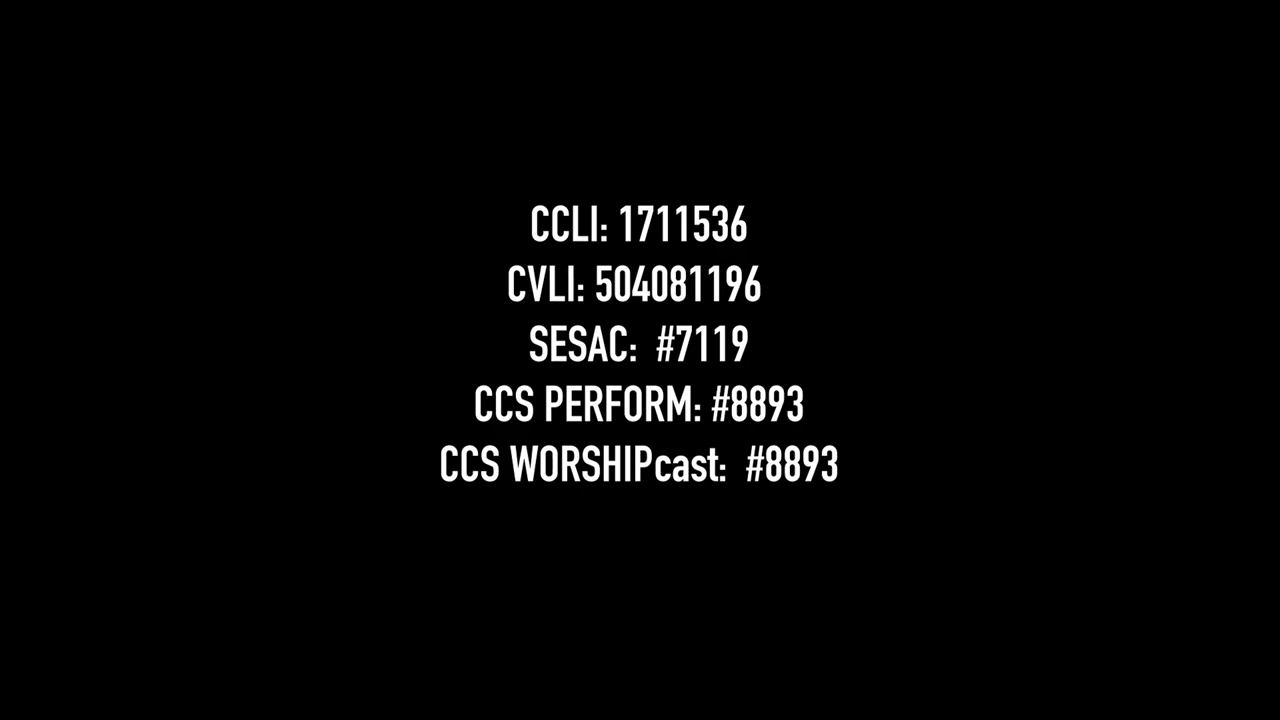 CCLI: 1711536
CVLI: 504081196
SESAC:  #7119
CCS PERFORM: #8893
CCS WORSHIPcast:  #8893